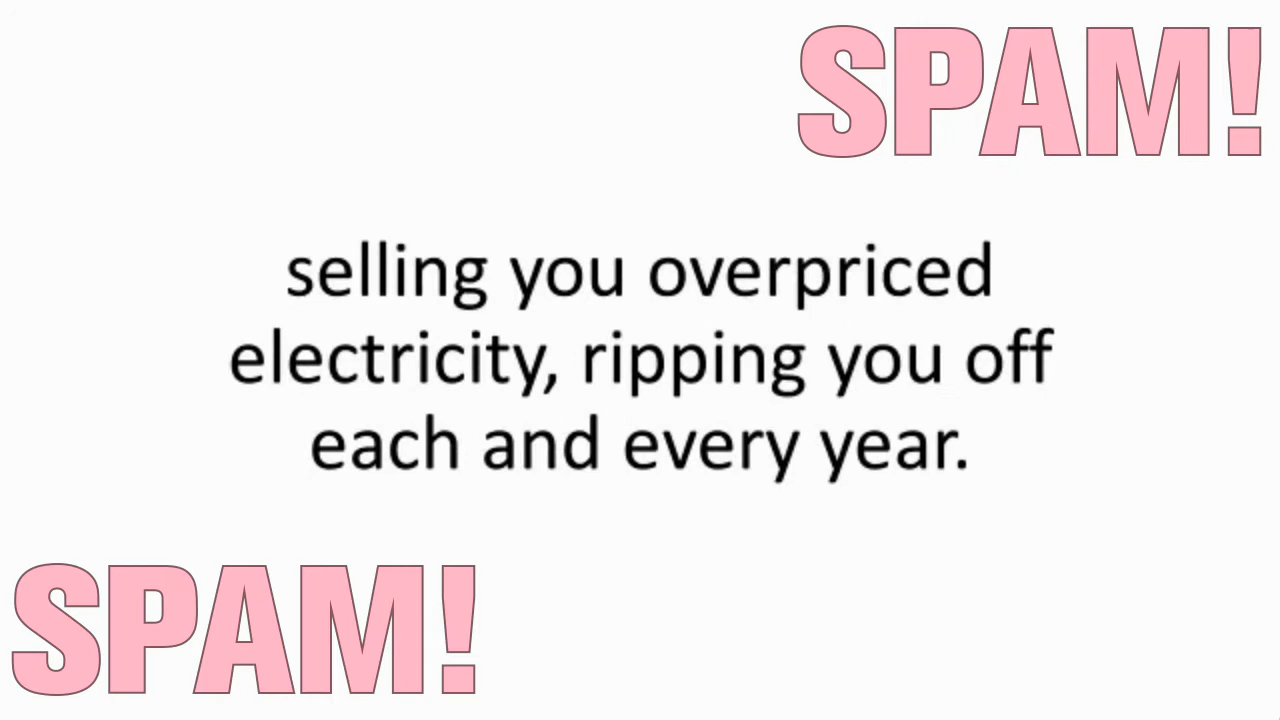 SPAM!
selling you overpriced
electricity, ripping you off
each and every year.
SPAM!